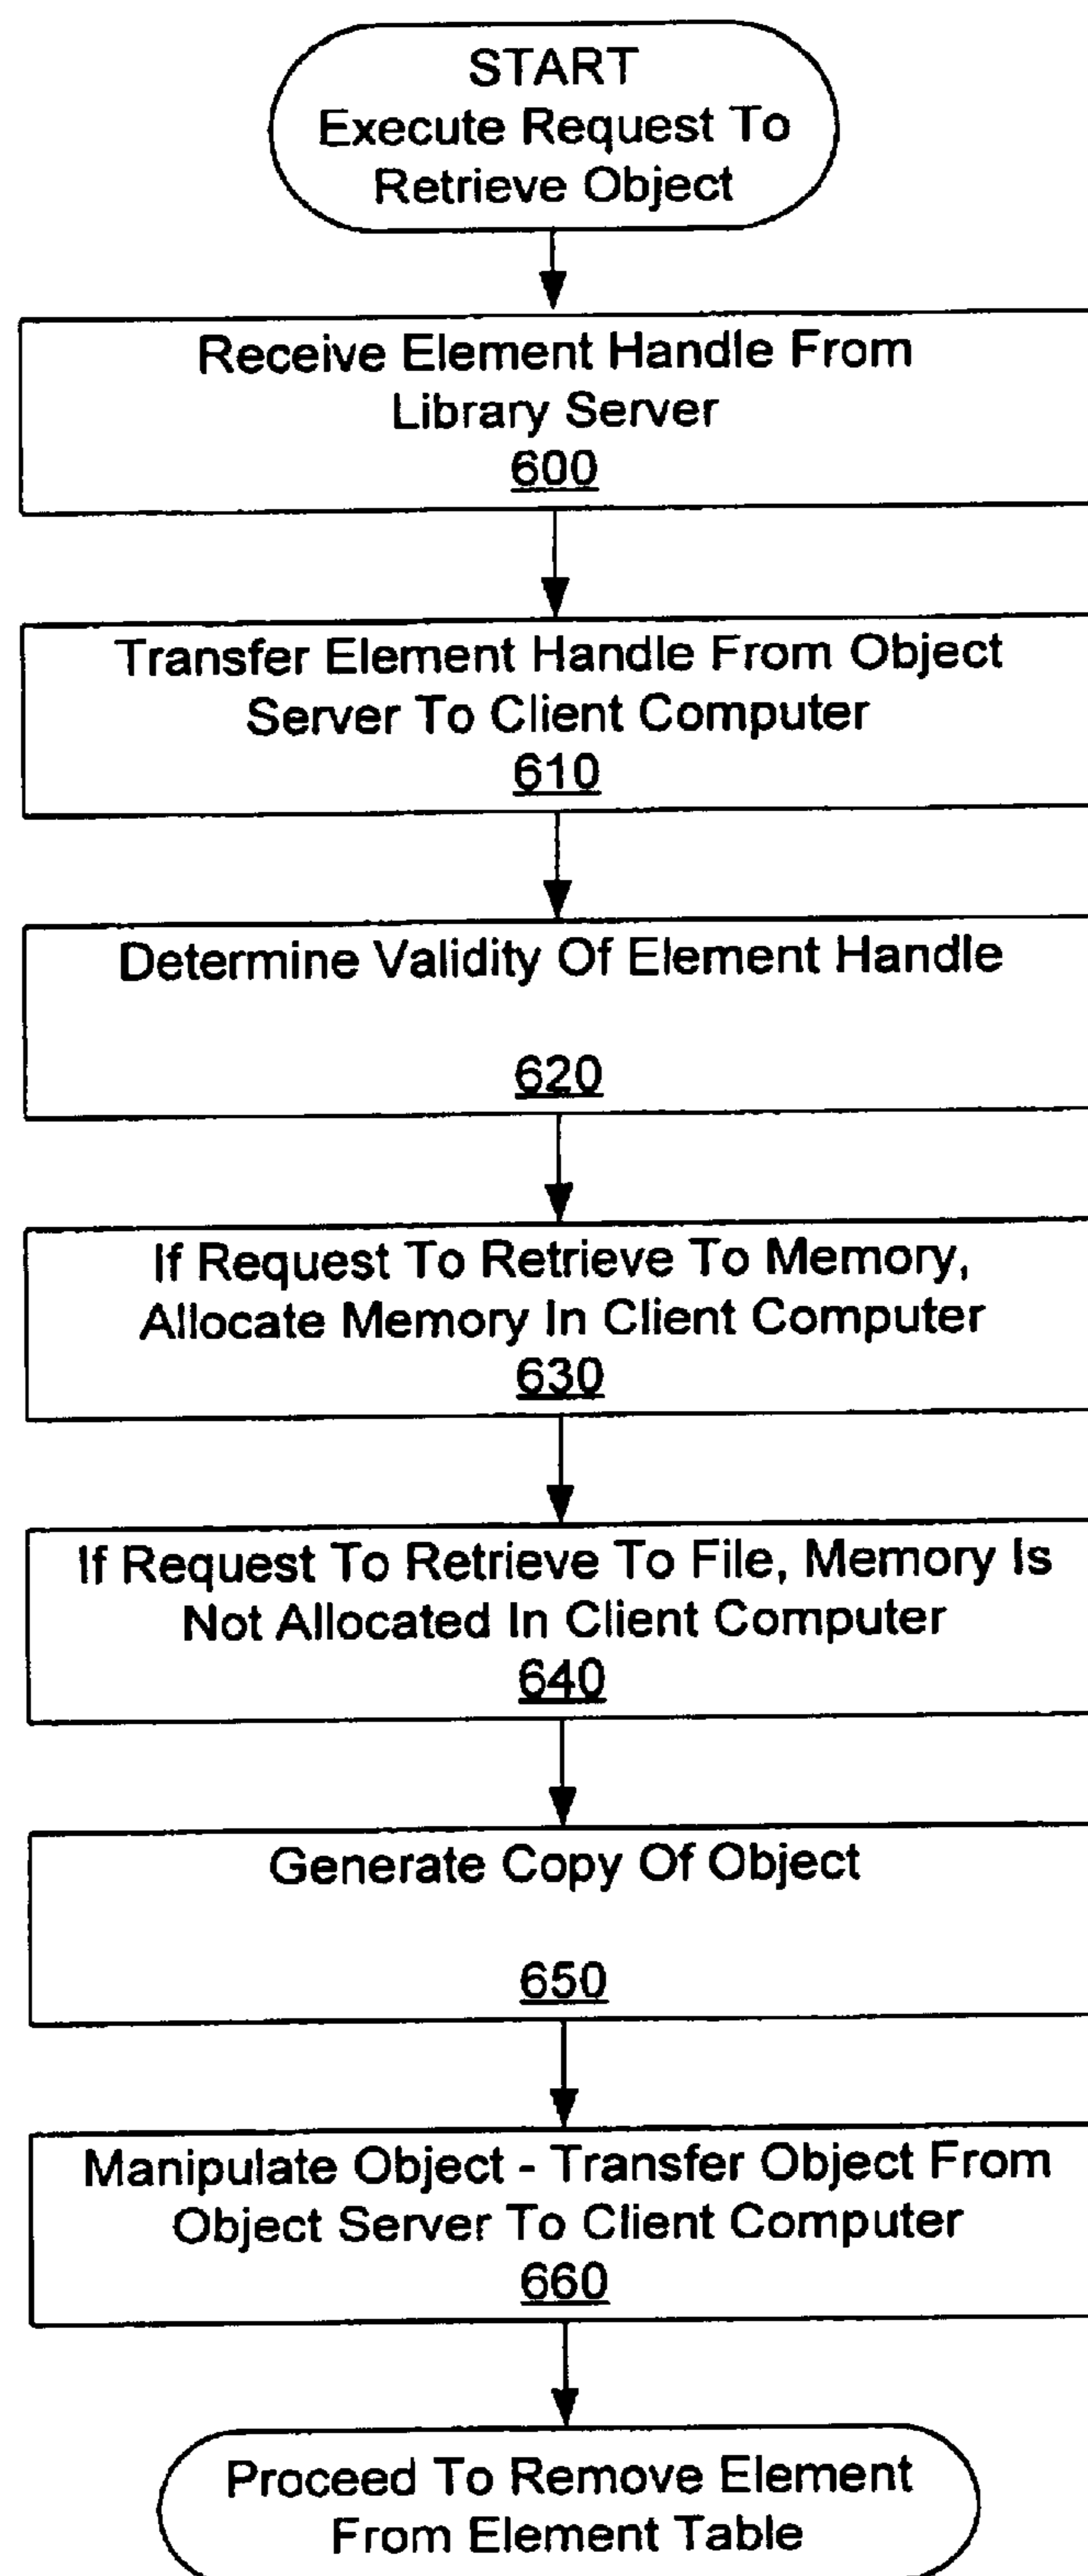 START
Execute Request To
Retrieve Object
Receive Element Handle From
Library Server
600
Transfer Element Handle From Object
Server To Client Computer
610
Determine Validity Of Element Handle
620
If Request To Retrieve To Memory,
Allocate Memory In Client Computer
630
If Request To Retrieve To File, Memory Is
Not Allocated In Client Computer
640
Generate Copy Of Object
650
Manipulate Object - Transfer Object From
Object Server To Client Computer
660
Proceed To Remove Element
From Element Table